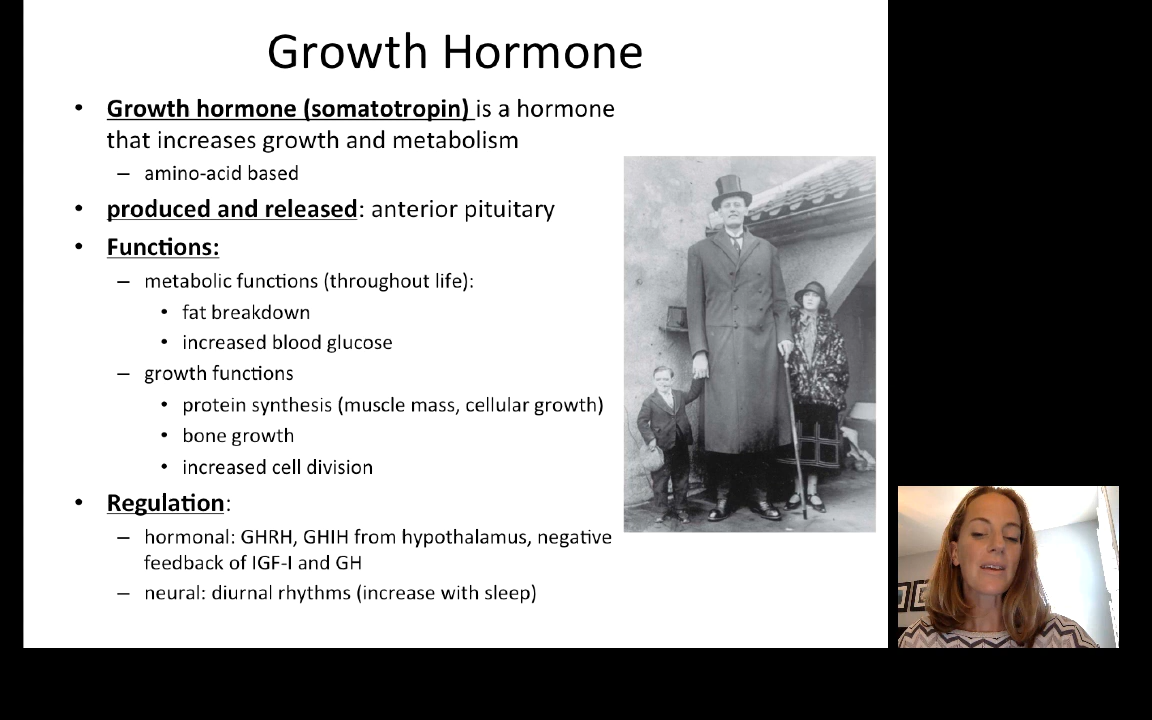 Growth Hormone
• Growth hormone (somatotropin) is a hormone
that increases growth and metabolism
– amino-acid based
• produced and released: anterior pituitary
• Functions:
– metabolic functions (throughout life):
• fat breakdown
• increased blood glucose
– growth functions
• protein synthesis (muscle mass, cellular growth)
• bone growth
• increased cell division
• Regulation:
– hormonal: GHRH, GHIH from hypothalamus, negative
feedback of IGF-I and GH
– neural: diurnal rhythms (increase with sleep)